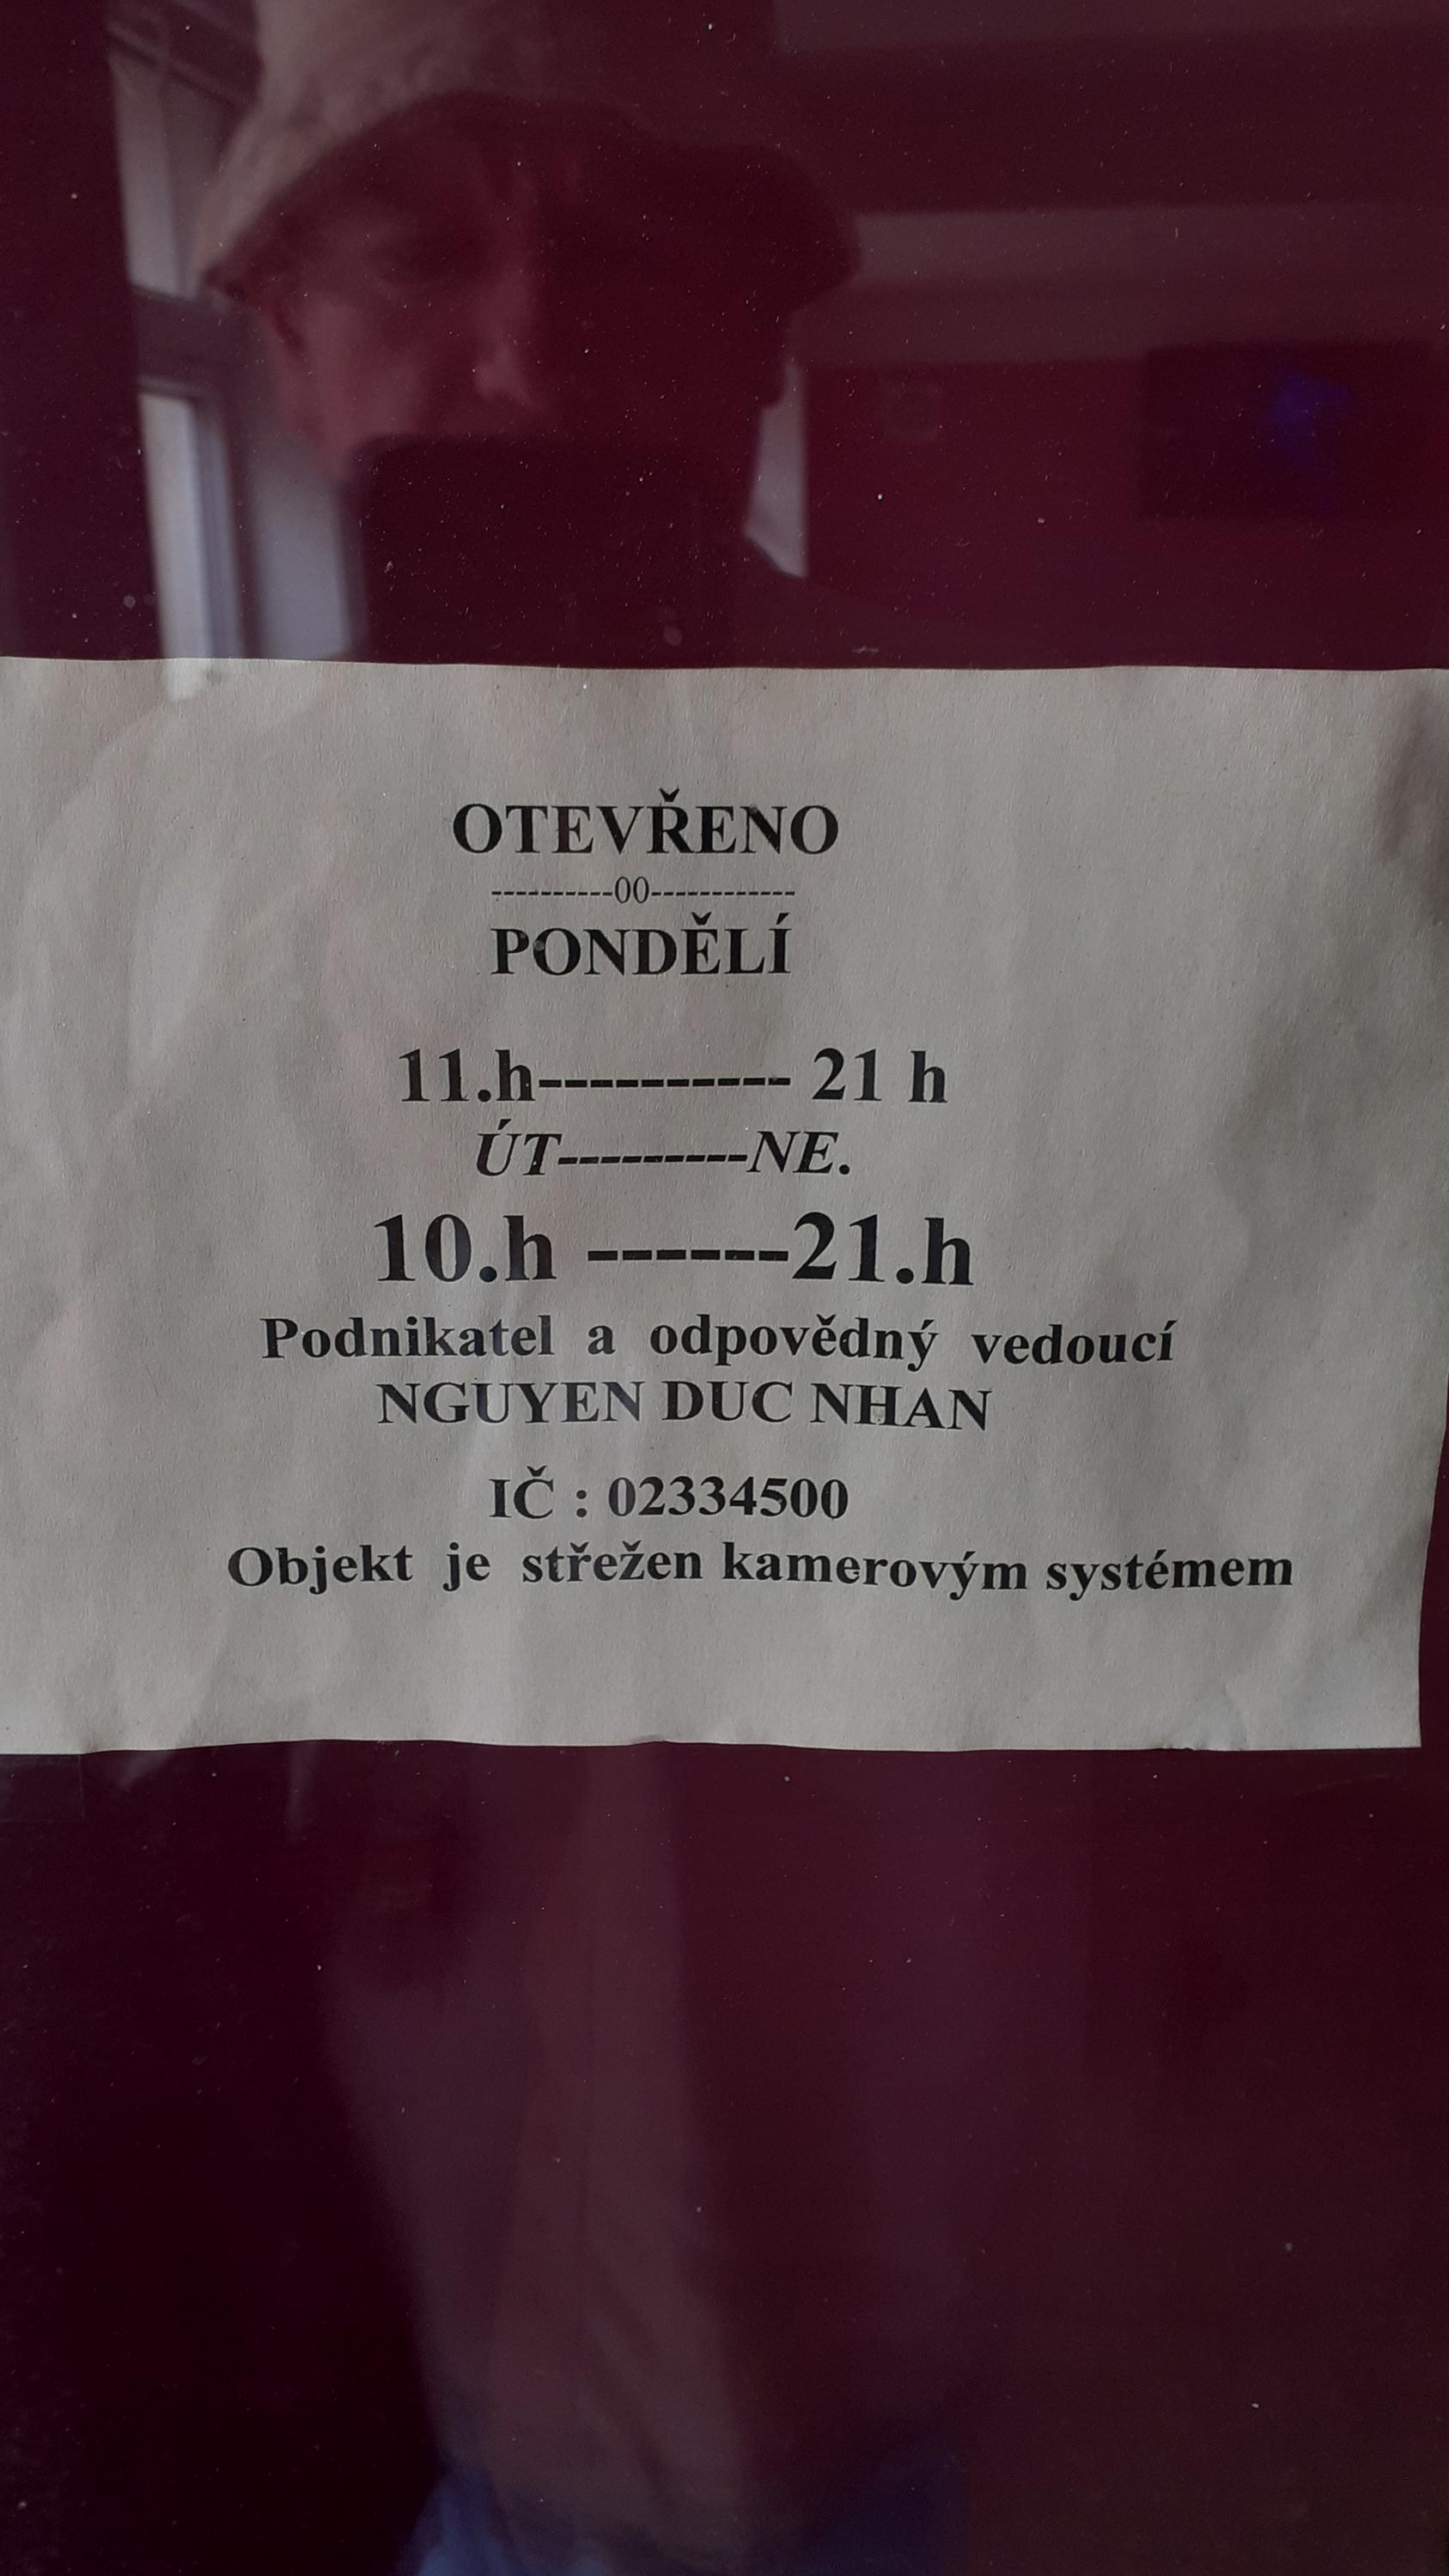 OTEVŘENO
----------00------------
PONDĚLÍ
11.h---------- 21 h
ÚT---------NE.
10.h ------21.h
Podnikatel a odpovědný vedoucí
NGUYEN DUC NHAN
IČ : 02334500
Objekt je střežen kamerovým systémem